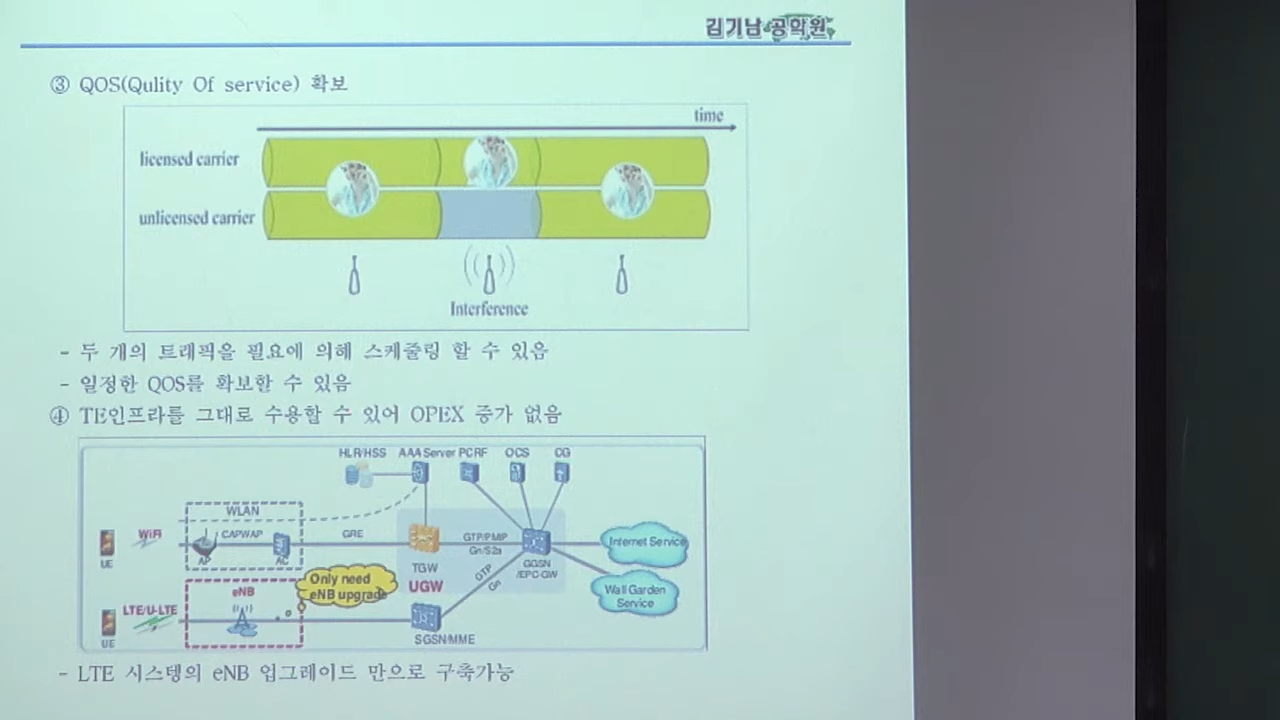 김기남 공학원
③ QOS(Qulity Of service) 확보
time
licensed carrier
unlicensed carrier
Interference
- 두 개의 트래픽을 필요에 의해 스케줄링 할 수 있음
- 일정한 QOS를 확보할 수 있음
④ TE인프라를 그대로 수용할 수 있어 OPEX 증가 없음
HLR/HSS AAA Server PCRF OCS CG
WLAN
WiFi CAPWAP GRE GTP/PMIP Internet Service
Gn/S2a
UE AP AC TGW GGSN
/EPC-GW
UGW
GTP
Gn
Only need
eNB upgrade
Wall Garden
Service
eNB
LTE/U-LTE
UE SGSN/MME
- LTE 시스템의 eNB 업그레이드 만으로 구축가능